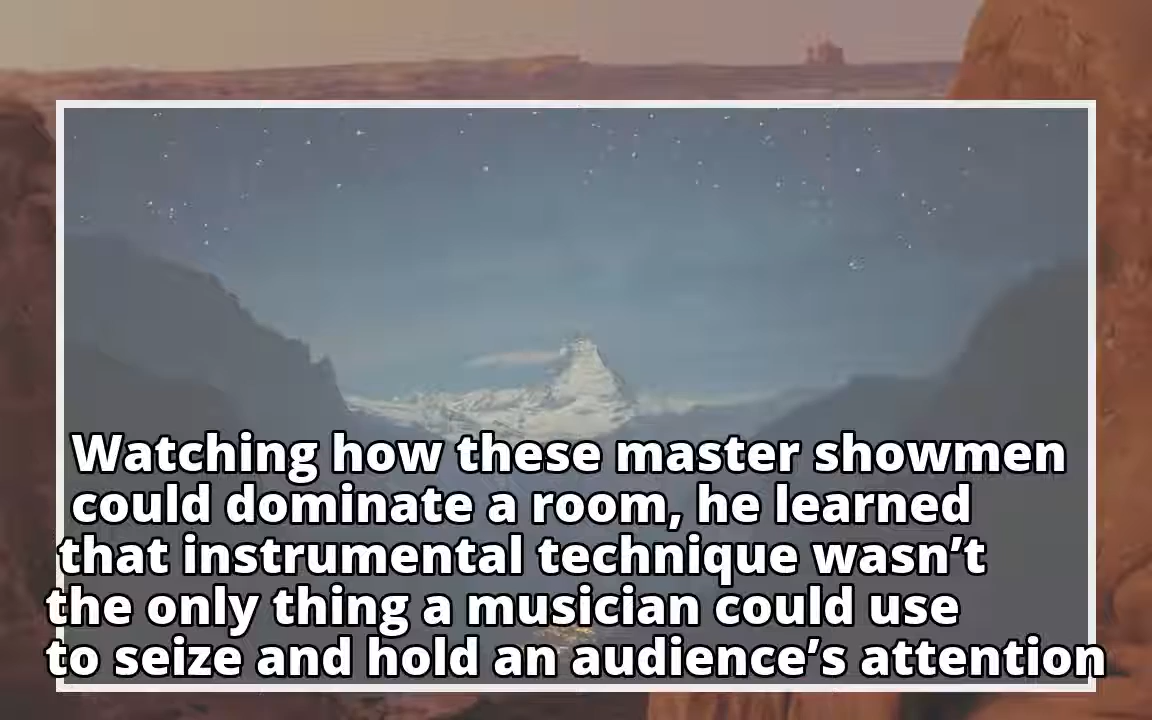 Watching how these master showmen
could dominate a room, he learned
that instrumental technique wasn’t
the only thing a musician could use
to seize and hold an audience’s attention